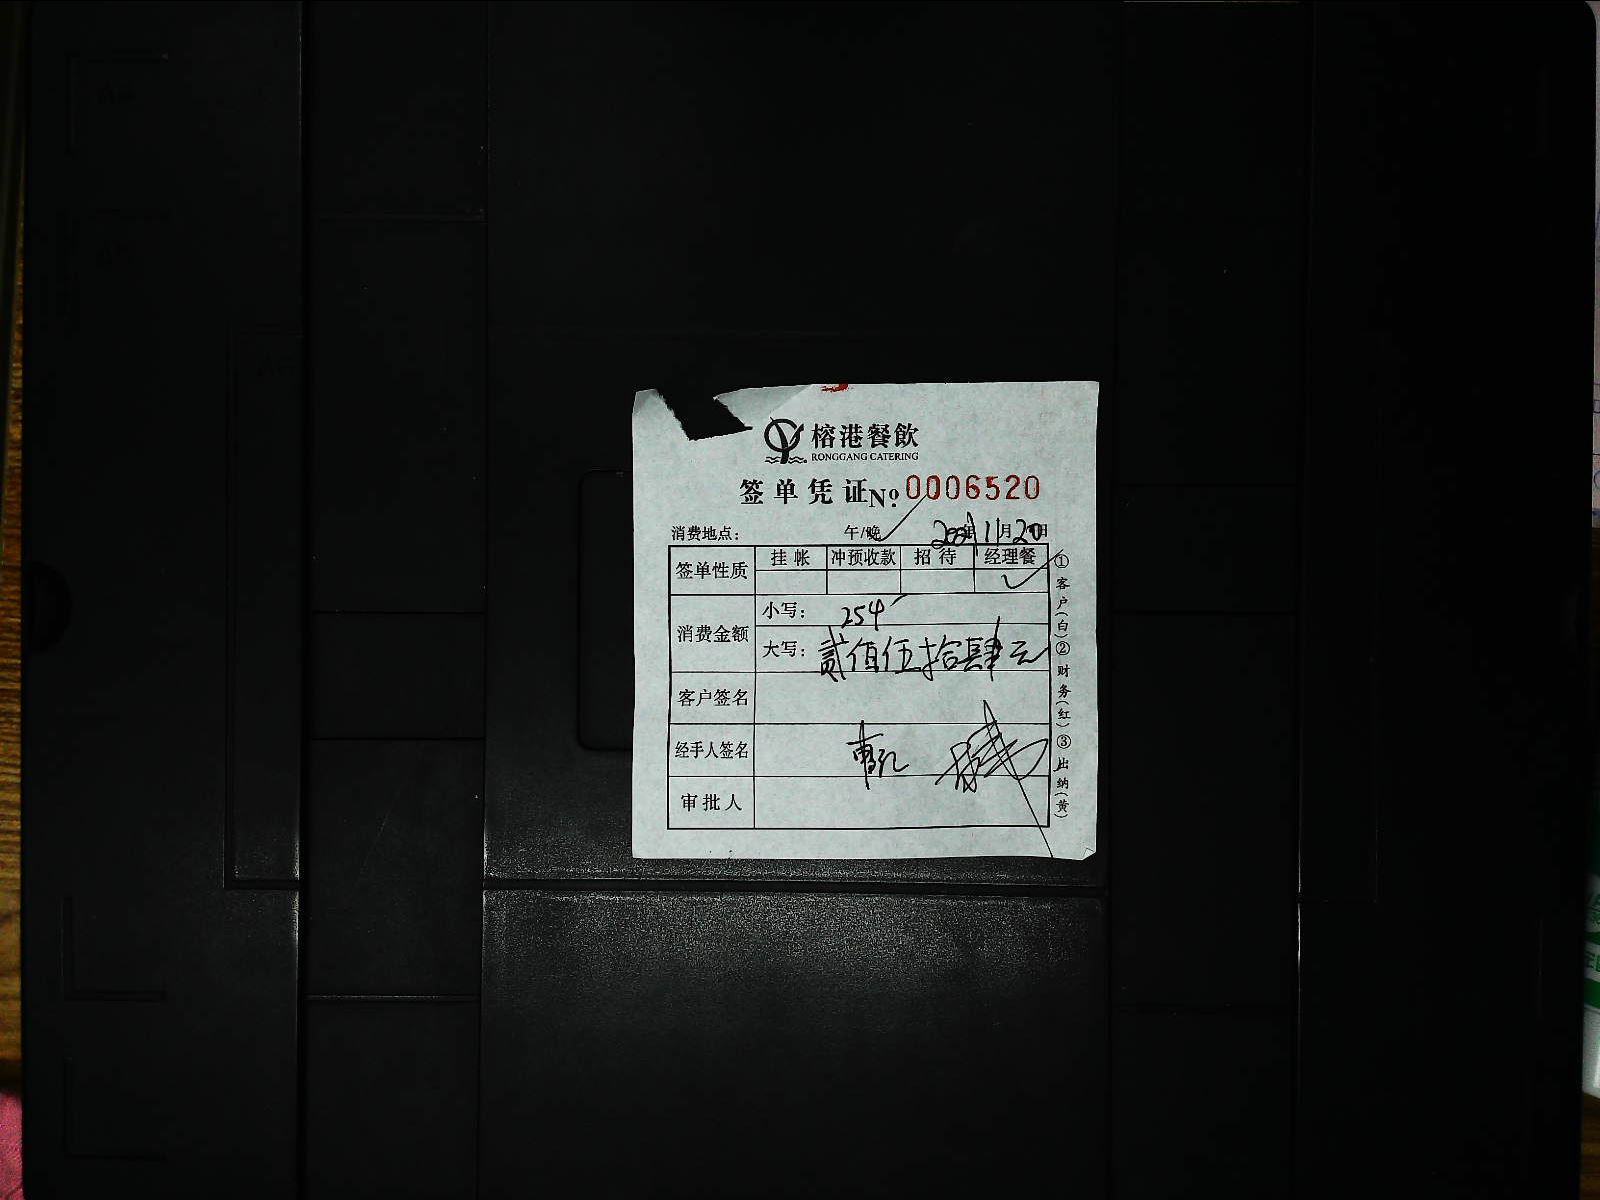 榕港餐飲
RONGGANG CATERING
签单凭证 № 0006520
消费地点： 午/晚 年11月20日
签单性质 挂帐 冲预收款 招待 经理餐
消费金额 小写：254
大写：贰佰伍拾肆元
客户签名
经手人签名
审批人
①客户（白）②财务（红）③出纳（黄）